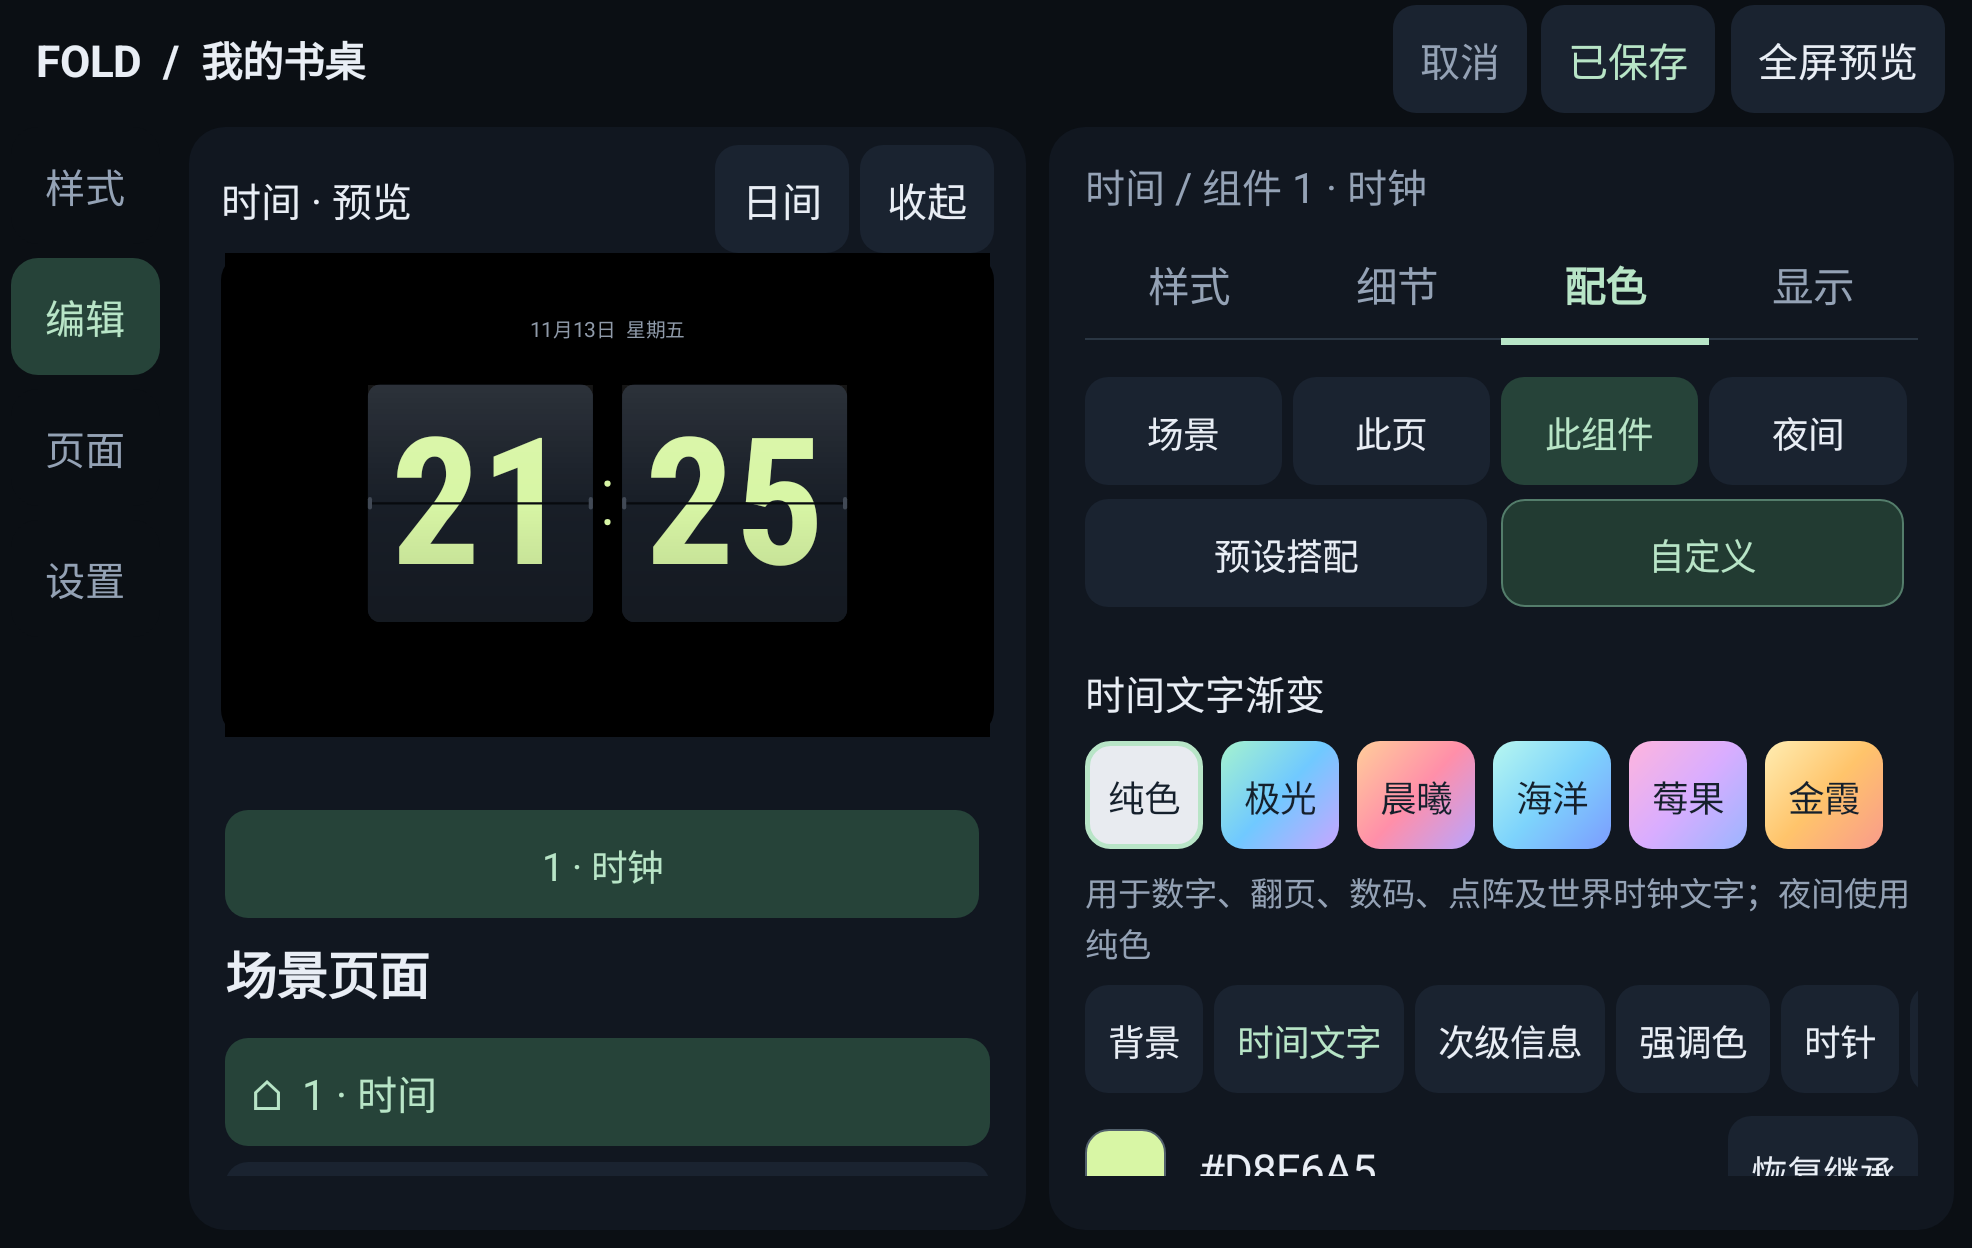 FOLD / 我的书桌
取消
已保存
全屏预览
样式
编辑
页面
设置
时间 · 预览
日间
收起
11月13日 星期五
21:25
1 · 时钟
场景页面
1 · 时间
时间 / 组件 1 · 时钟
样式
细节
配色
显示
场景
此页
此组件
夜间
预设搭配
自定义
时间文字渐变
纯色
极光
晨曦
海洋
莓果
金霞
用于数字、翻页、数码、点阵及世界时钟文字；夜间使用
纯色
背景
时间文字
次级信息
强调色
时针
#D8F6A5
恢复继承